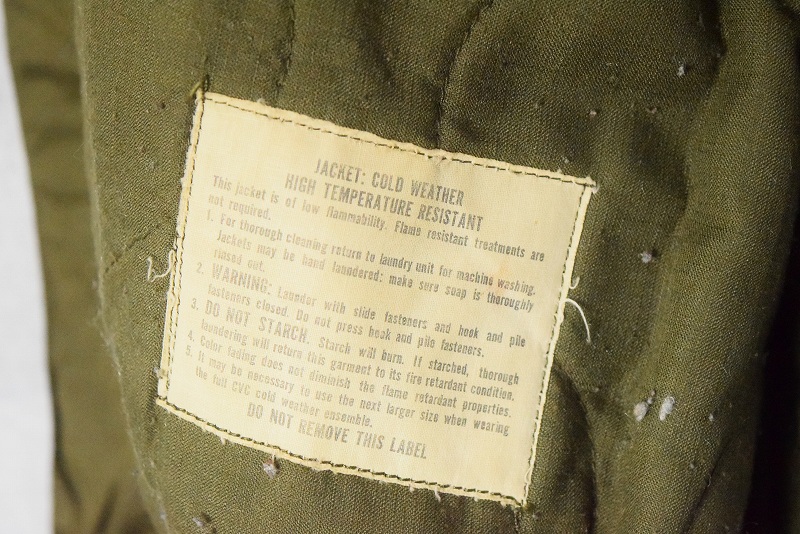 JACKET: COLD WEATHER
HIGH TEMPERATURE RESISTANT
This jacket is of low flammability. Flame resistant treatments are
not required.
1. For thorough cleaning return to laundry unit for machine washing.
Jackets may be hand laundered: make sure soap is thoroughly
rinsed out.
2. WARNING: Launder with slide fasteners and hook and pile
fasteners closed. Do not press hook and pile fasteners.
3. DO NOT STARCH. Starch will burn. If starched, thorough
laundering will return this garment to its fire retardant condition.
4. Color fading does not diminish the flame retardant properties.
5. It may be necessary to use the next larger size when wearing
the full CVC cold weather ensemble.
DO NOT REMOVE THIS LABEL